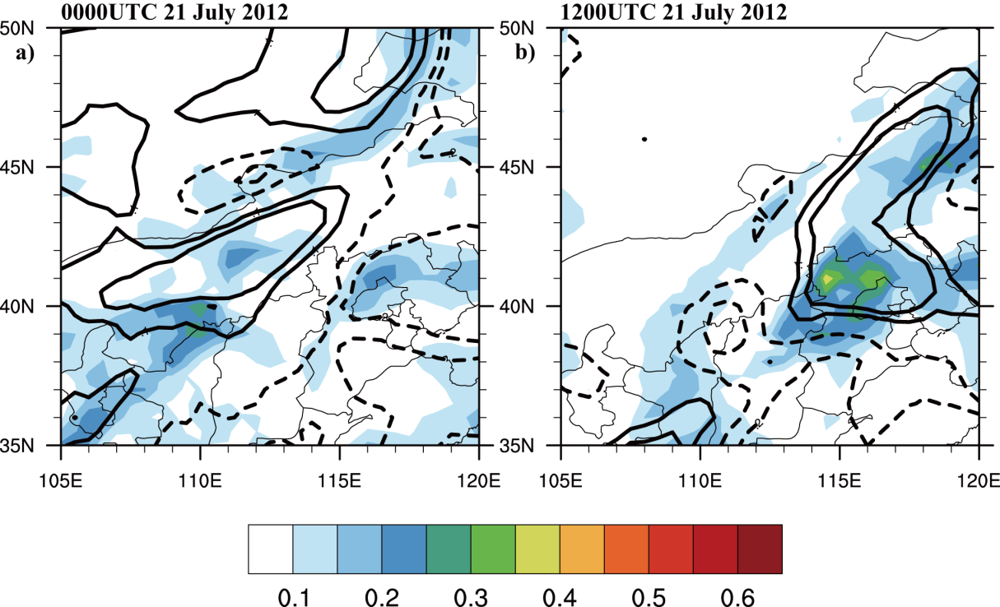 0000UTC 21 July 2012
1200UTC 21 July 2012
a)
b)
50N
50N
45N
45N
40N
40N
35N
35N
105E
110E
115E
120E
105E
110E
115E
120E
0.1
0.2
0.3
0.4
0.5
0.6